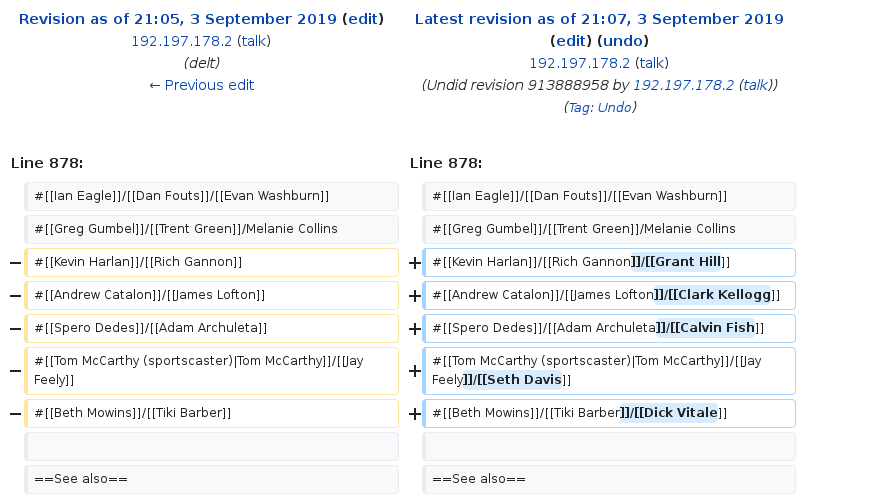 Revision as of 21:05, 3 September 2019 (edit)
192.197.178.2 (talk)
(delt)
← Previous edit
Latest revision as of 21:07, 3 September 2019
(edit) (undo)
192.197.178.2 (talk)
(Undid revision 913888958 by 192.197.178.2 (talk))
(Tag: Undo)
Line 878:
Line 878:
#[[Ian Eagle]]/[[Dan Fouts]]/[[Evan Washburn]]
#[[Ian Eagle]]/[[Dan Fouts]]/[[Evan Washburn]]
#[[Greg Gumbel]]/[[Trent Green]]/Melanie Collins
#[[Greg Gumbel]]/[[Trent Green]]/Melanie Collins
− #[[Kevin Harlan]]/[[Rich Gannon]]
+ #[[Kevin Harlan]]/[[Rich Gannon]]/[[Grant Hill]]
− #[[Andrew Catalon]]/[[James Lofton]]
+ #[[Andrew Catalon]]/[[James Lofton]]/[[Clark Kellogg]]
− #[[Spero Dedes]]/[[Adam Archuleta]]
+ #[[Spero Dedes]]/[[Adam Archuleta]]/[[Calvin Fish]]
− #[[Tom McCarthy (sportscaster)|Tom McCarthy]]/[[Jay
Feely]]
+ #[[Tom McCarthy (sportscaster)|Tom McCarthy]]/[[Jay
Feely]]/[[Seth Davis]]
− #[[Beth Mowins]]/[[Tiki Barber]]
+ #[[Beth Mowins]]/[[Tiki Barber]]/[[Dick Vitale]]
==See also==
==See also==